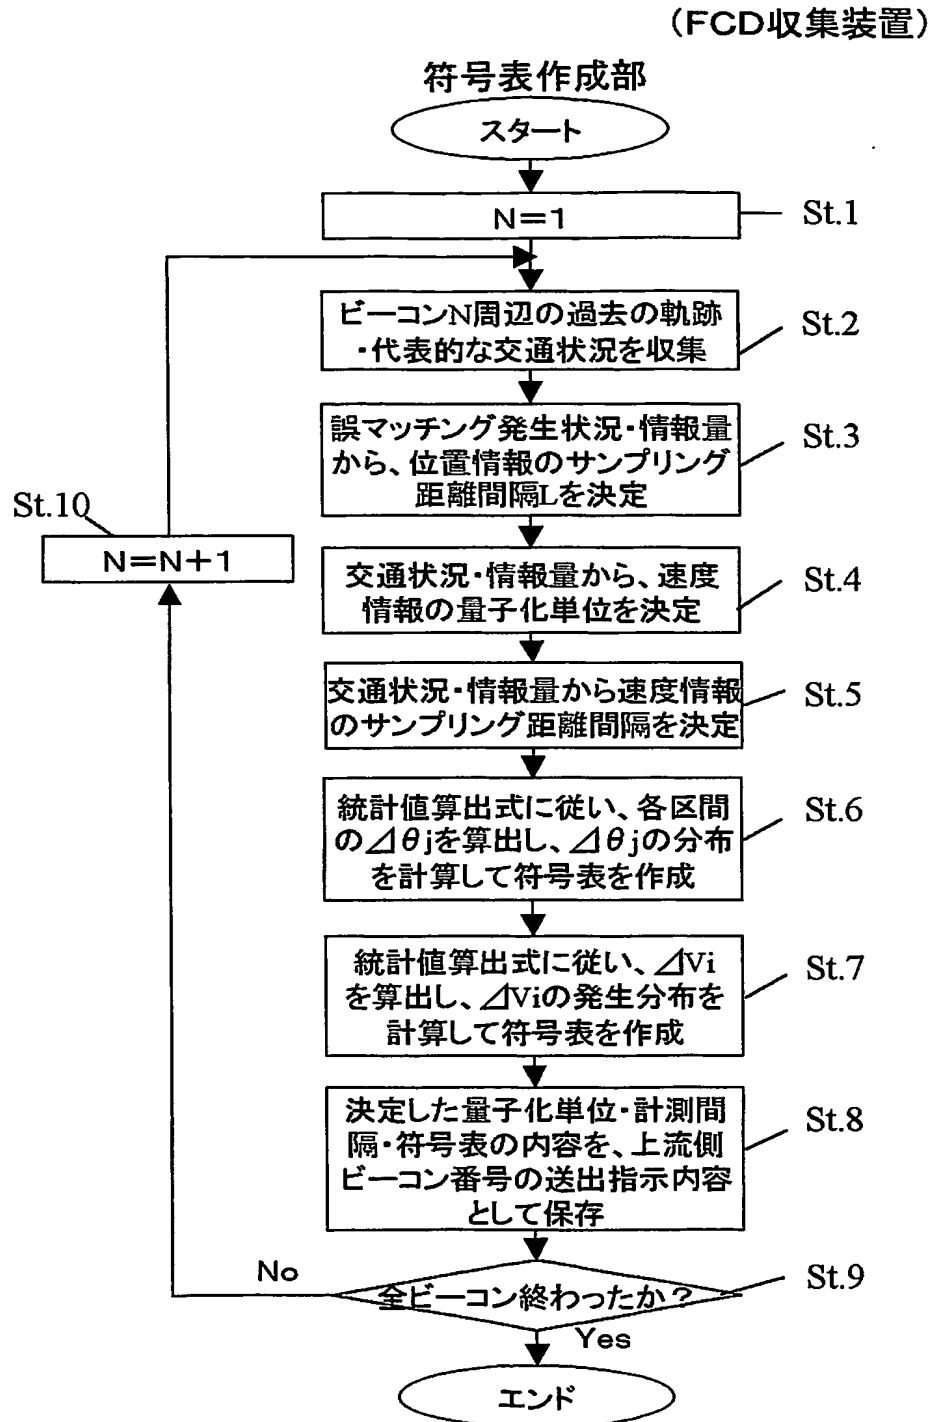 (FCD収集装置)
符号表作成部
スタート
N=1
St.1
ビーコンN周辺の過去の軌跡
・代表的な交通状況を収集
St.2
誤マッチング発生状況・情報量
から、位置情報のサンプリング
距離間隔Lを決定
St.3
交通状況・情報量から、速度
情報の量子化単位を決定
St.4
交通状況・情報量から速度情報
のサンプリング距離間隔を決定
St.5
統計値算出式に従い、各区間
の⊿θjを算出し、⊿θjの分布
を計算して符号表を作成
St.6
統計値算出式に従い、⊿Vi
を算出し、⊿Viの発生分布を
計算して符号表を作成
St.7
決定した量子化単位・計測間
隔・符号表の内容を、上流側
ビーコン番号の送出指示内容
として保存
St.8
全ビーコン終わったか?
St.9
No
Yes
St.10
N=N+1
エンド